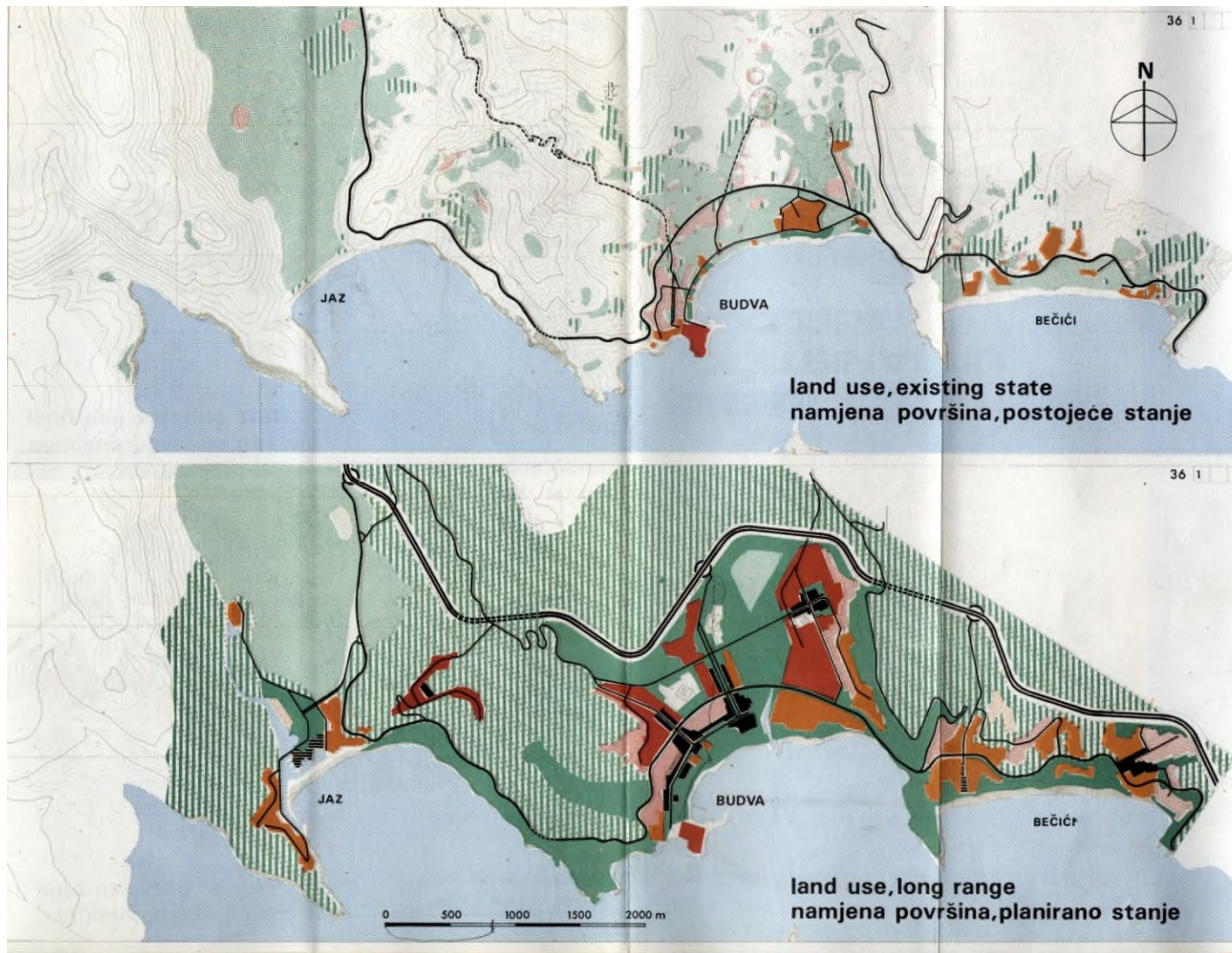 36 1
N
JAZ
BUDVA
BEČIĆI
land use, existing state
namjena površina, postojeće stanje
36 1
JAZ
BUDVA
BEČIĆI
0 500 1000 1500 2000 m
land use, long range
namjena površina, planirano stanje